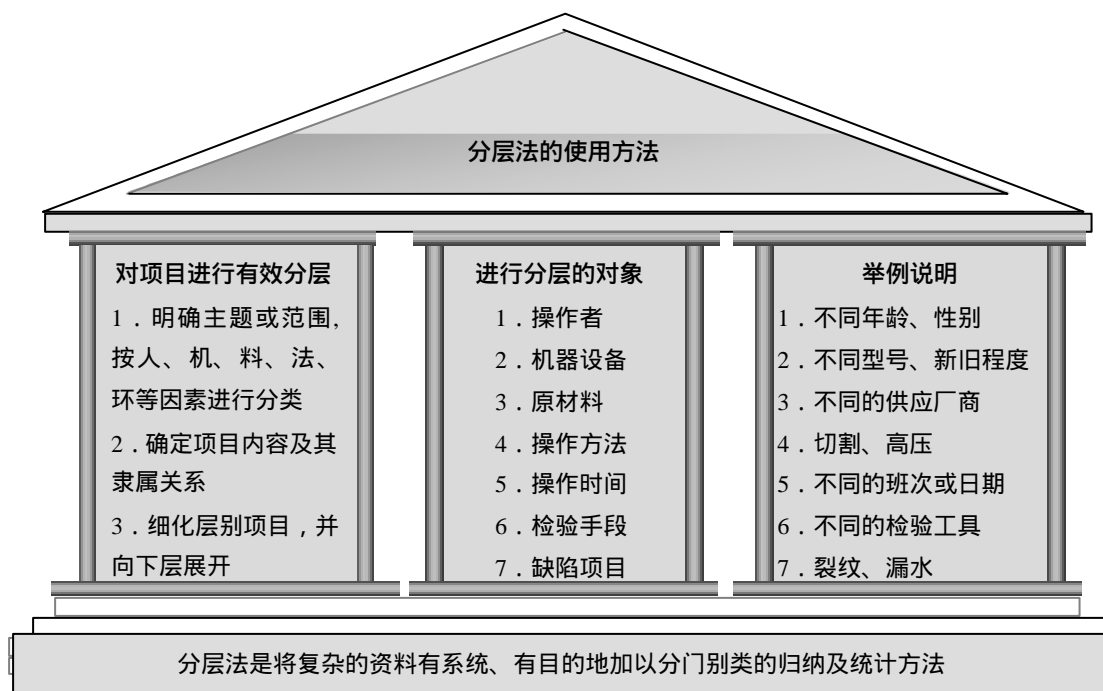 分层法的使用方法
对项目进行有效分层
1．明确主题或范围,
按人、机、料、法、
环等因素进行分类
2．确定项目内容及其
隶属关系
3．细化层别项目，并
向下层展开
进行分层的对象
1．操作者
2．机器设备
3．原材料
4．操作方法
5．操作时间
6．检验手段
7．缺陷项目
举例说明
1．不同年龄、性别
2．不同型号、新旧程度
3．不同的供应厂商
4．切割、高压
5．不同的班次或日期
6．不同的检验工具
7．裂纹、漏水
分层法是将复杂的资料有系统、有目的地加以分门别类的归纳及统计方法